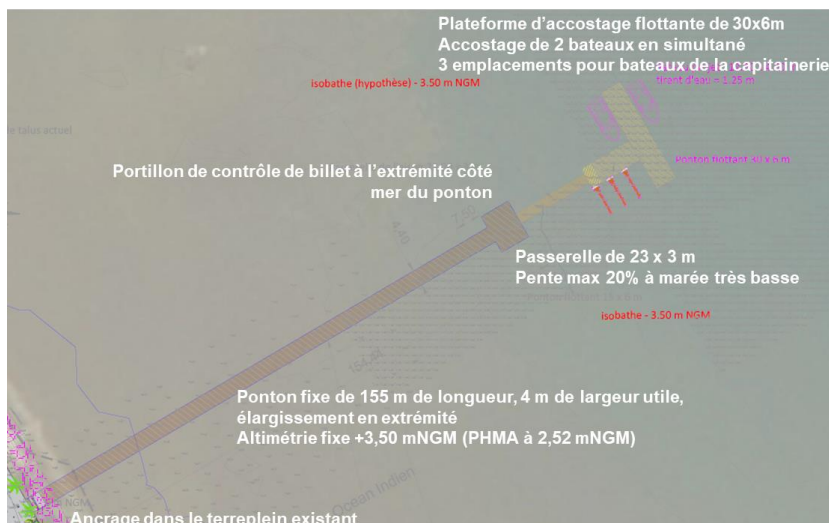 Plateforme d'accostage flottante de 30x6m
Accostage de 2 bateaux en simultané
3 emplacements pour bateaux de la capitainerie
tirent d'eau = 1.25 m
isobathe (hypothèse) - 3.50 m NGM
talus actuel
Ponton flottant 30 x 6 m
Portillon de contrôle de billet à l'extrémité côté
mer du ponton
4,40
Passerelle de 23 x 3 m
Pente max 20% à marée très basse
isobathe - 3.50 m NGM
Ponton fixe de 155 m de longueur, 4 m de largeur utile,
élargissement en extrémité
Altimétrie fixe +3,50 mNGM (PHMA à 2,52 mNGM)
Océan Indien
NGM
Ancrage dans le terreplein existant